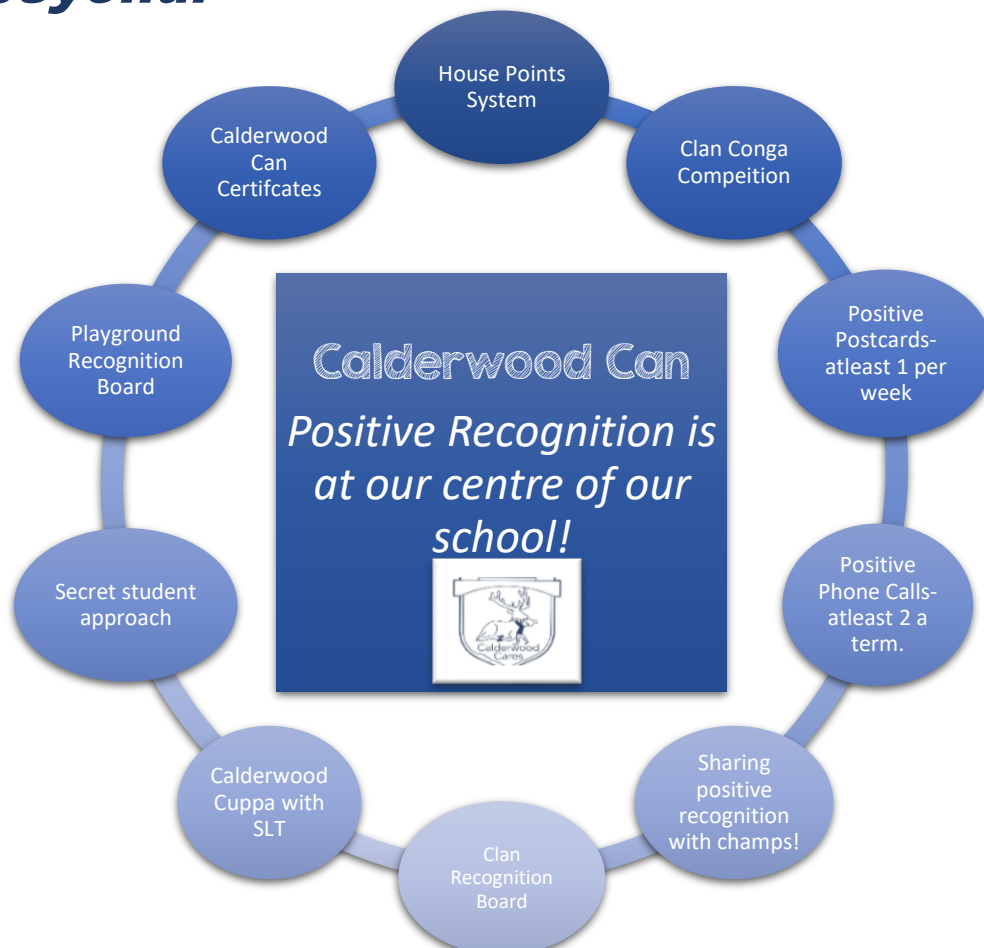 House Points
System
Clan Conga
Compeition
Positive
Postcards-
atleast 1 per
week
Positive
Phone Calls-
atleast 2 a
term.
Sharing
positive
recognition
with champs!
Clan
Recognition
Board
Calderwood
Cuppa with
SLT
Secret student
approach
Playground
Recognition
Board
Calderwood
Can
Certifcates
Calderwood Can
Positive Recognition is
at our centre of our
school!
Calderwood
Cares